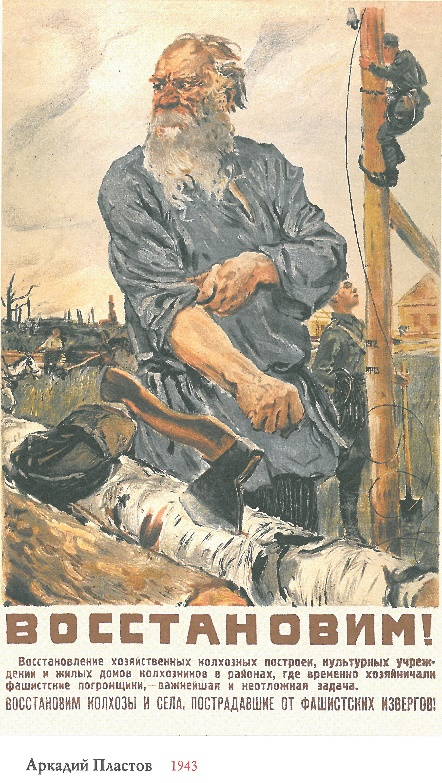 ВОССТАНОВИМ!
Восстановление хозяйственных колхозных построек, культурных учреж-
дений и жилых домов колхозников в районах, где временно хозяйничали
фашистские погромщики, — важнейшая и неотложная задача.
ВОССТАНОВИМ КОЛХОЗЫ И СЕЛА, ПОСТРАДАВШИЕ ОТ ФАШИСТСКИХ ИЗВЕРГОВ!
Аркадий Пластов 1943